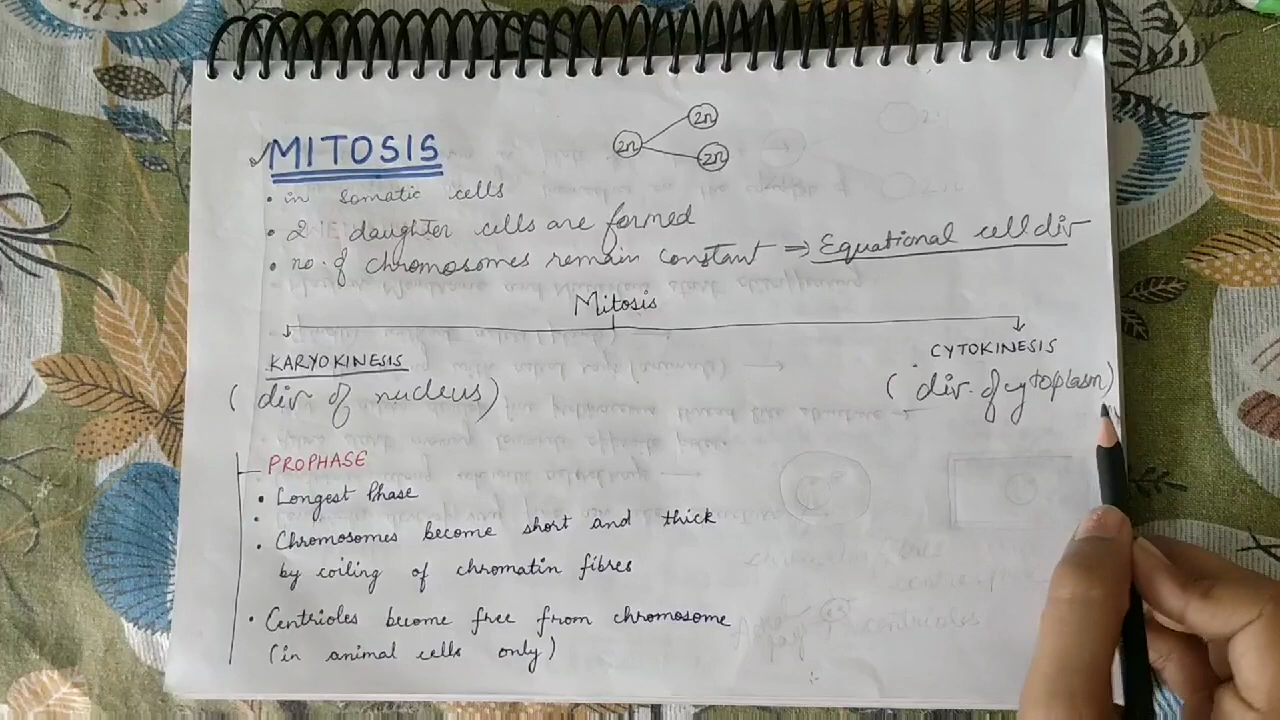 MITOSIS
2n
2n
2n
• in somatic cells
• 2 daughter cells are formed
• no. of chromosomes remain constant ⇒ Equational cell div
Mitosis
KARYOKINESIS
(div of nucleus)
CYTOKINESIS
(div. of cytoplasm)
PROPHASE
• Longest Phase
• Chromosomes become short and thick
by coiling of chromatin fibres
• Centrioles become free from chromosome
(in animal cells only)